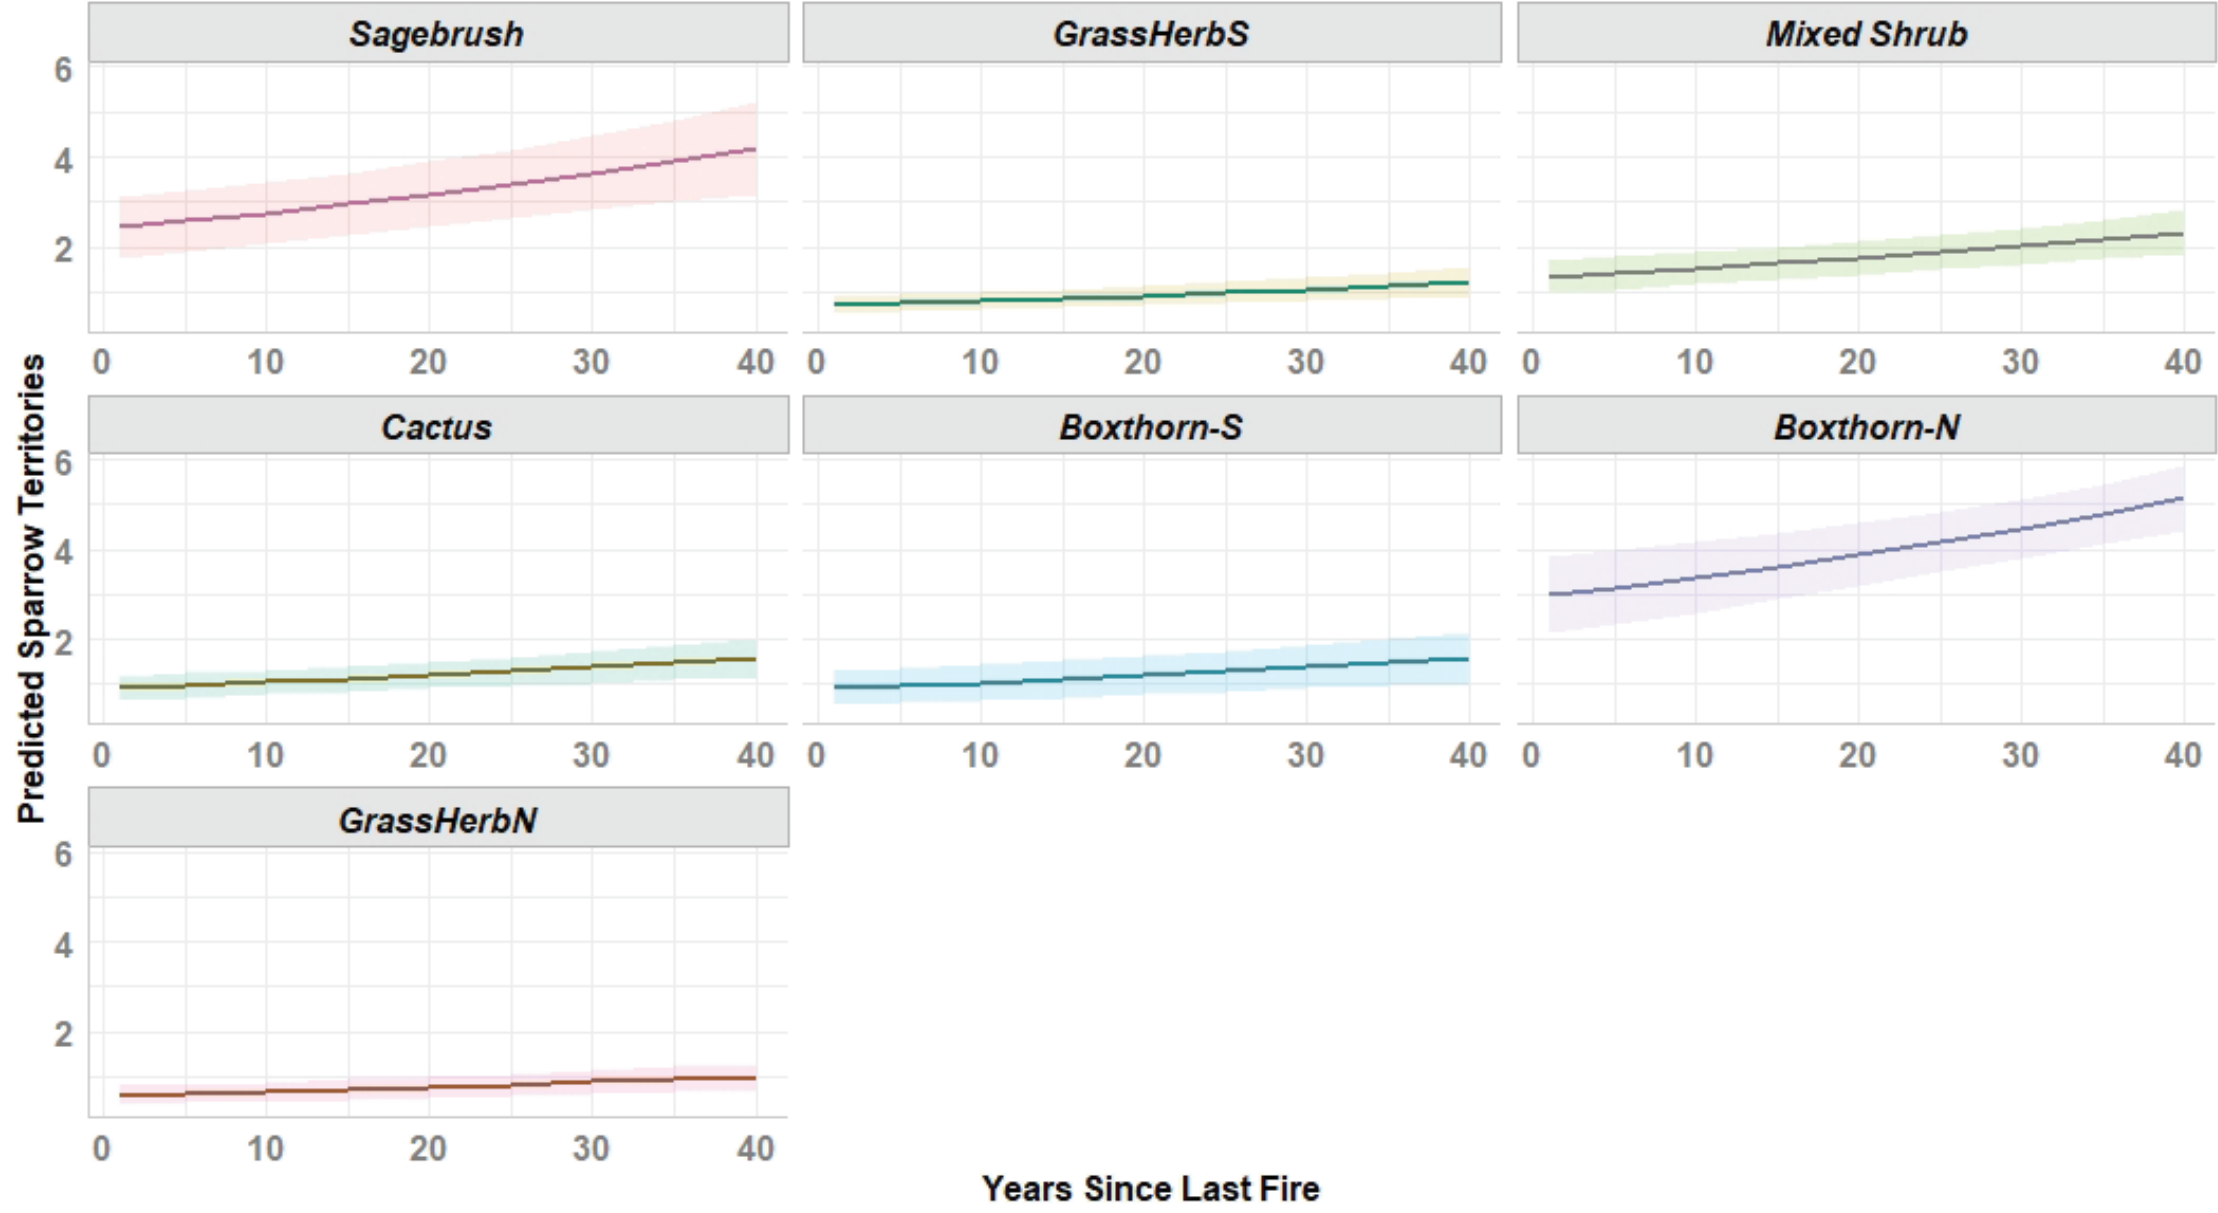 Sagebrush GrassHerbS Mixed Shrub
6
4
2
0 10 20 30 40 0 10 20 30 40 0 10 20 30 40
Cactus Boxthorn-S Boxthorn-N
6
4
2
0 10 20 30 40 0 10 20 30 40 0 10 20 30 40
GrassHerbN
6
4
2
0 10 20 30 40
Predicted Sparrow Territories
Years Since Last Fire